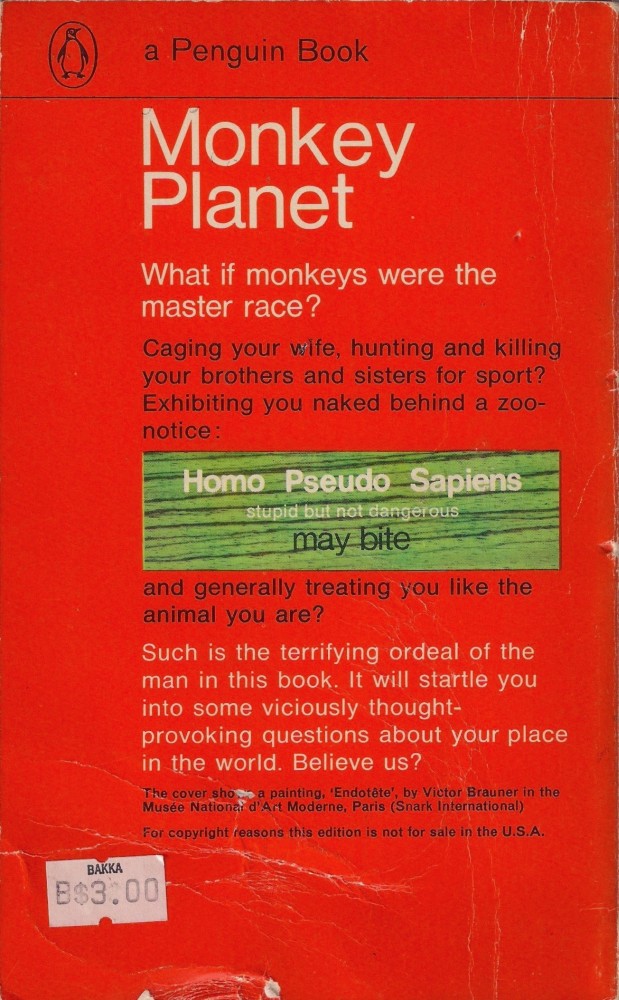 a Penguin Book
Monkey
Planet
What if monkeys were the
master race?
Caging your wife, hunting and killing
your brothers and sisters for sport?
Exhibiting you naked behind a zoo-
notice:
Homo Pseudo Sapiens
stupid but not dangerous
may bite
and generally treating you like the
animal you are?
Such is the terrifying ordeal of the
man in this book. It will startle you
into some viciously thought-
provoking questions about your place
in the world. Believe us?
The cover shows a painting, 'Endotête', by Victor Brauner in the
Musée National d'Art Moderne, Paris (Snark International)
For copyright reasons this edition is not for sale in the U.S.A.
BAKKA
B$3.00